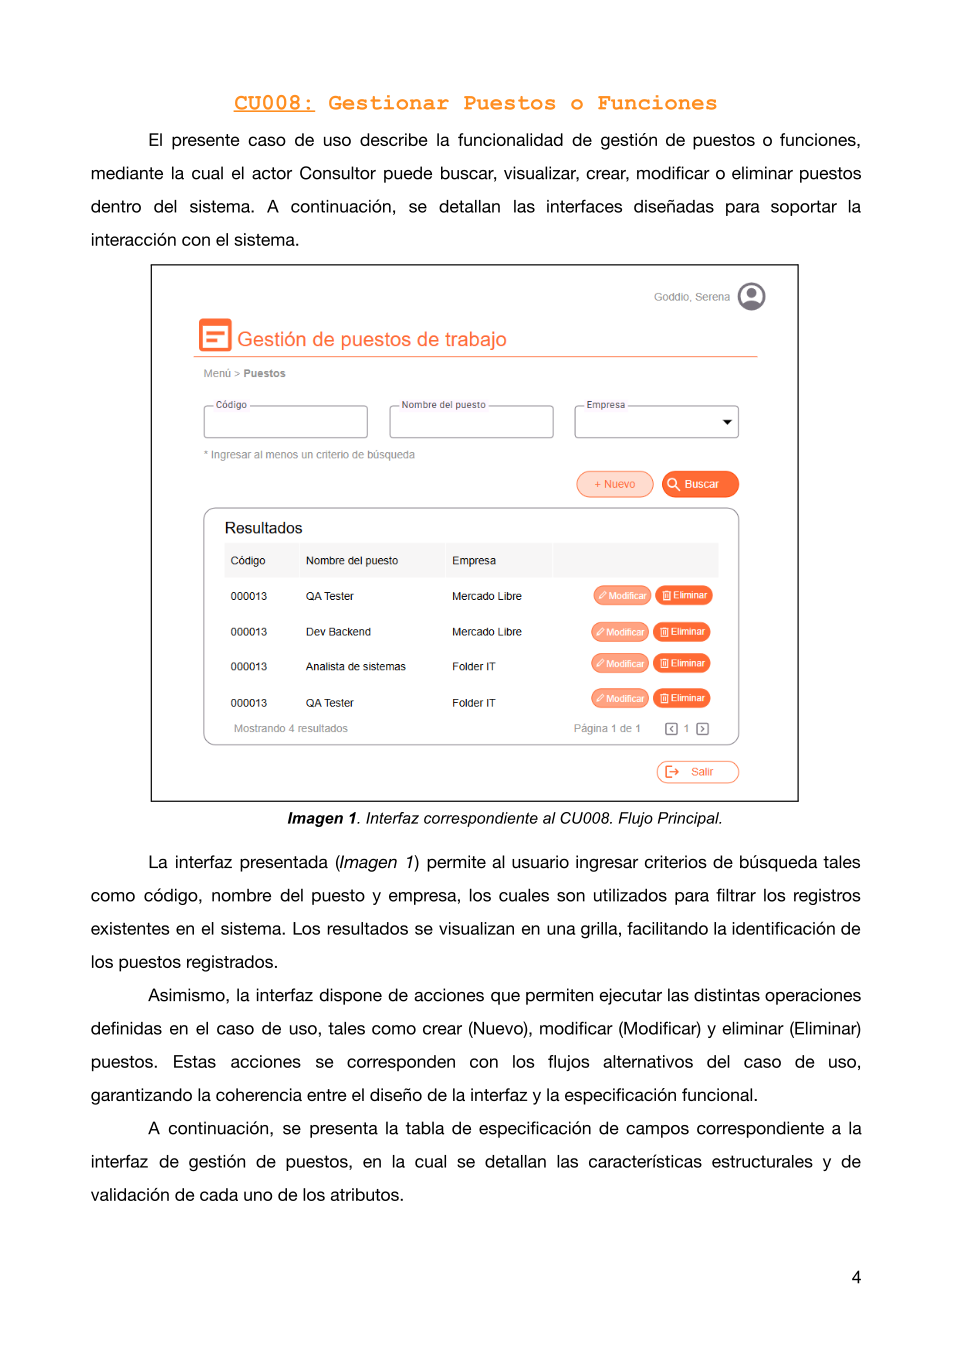 CU008: Gestionar Puestos o Funciones
El presente caso de uso describe la funcionalidad de gestión de puestos o funciones,
mediante la cual el actor Consultor puede buscar, visualizar, crear, modificar o eliminar puestos
dentro del sistema. A continuación, se detallan las interfaces diseñadas para soportar la
interacción con el sistema.
Goddio, Serena
Gestión de puestos de trabajo
Menú > Puestos
Código Nombre del puesto Empresa
* Ingresar al menos un criterio de búsqueda
+ Nuevo Buscar
Resultados
Código Nombre del puesto Empresa
000013 QA Tester Mercado Libre Modificar Eliminar
000013 Dev Backend Mercado Libre Modificar Eliminar
000013 Analista de sistemas Folder IT Modificar Eliminar
000013 QA Tester Folder IT Modificar Eliminar
Mostrando 4 resultados Página 1 de 1 < 1 >
Salir
Imagen 1. Interfaz correspondiente al CU008. Flujo Principal.
La interfaz presentada (Imagen 1) permite al usuario ingresar criterios de búsqueda tales
como código, nombre del puesto y empresa, los cuales son utilizados para filtrar los registros
existentes en el sistema. Los resultados se visualizan en una grilla, facilitando la identificación de
los puestos registrados.
Asimismo, la interfaz dispone de acciones que permiten ejecutar las distintas operaciones
definidas en el caso de uso, tales como crear (Nuevo), modificar (Modificar) y eliminar (Eliminar)
puestos. Estas acciones se corresponden con los flujos alternativos del caso de uso,
garantizando la coherencia entre el diseño de la interfaz y la especificación funcional.
A continuación, se presenta la tabla de especificación de campos correspondiente a la
interfaz de gestión de puestos, en la cual se detallan las características estructurales y de
validación de cada uno de los atributos.
4